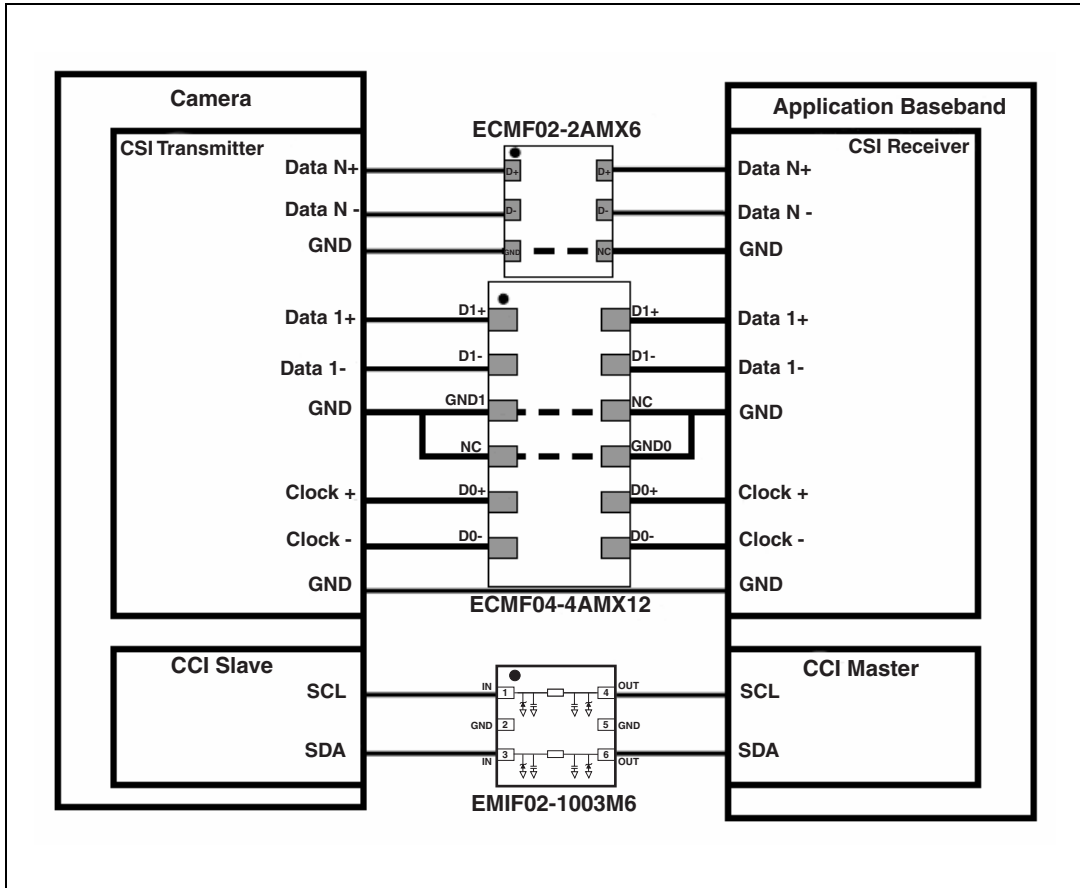 Camera
Application Baseband
ECMF02-2AMX6
CSI Transmitter
CSI Receiver
Data N+
D+
D+
Data N+
Data N -
D-
D-
Data N -
GND
GND
NC
GND
Data 1+
D1+
D1+
Data 1+
Data 1-
D1-
D1-
Data 1-
GND
GND1
NC
GND
NC
GND0
Clock +
D0+
D0+
Clock +
Clock -
D0-
D0-
Clock -
GND
GND
ECMF04-4AMX12
CCI Slave
CCI Master
SCL
IN
1
4
OUT
SCL
GND
2
5
GND
SDA
IN
3
6
OUT
SDA
EMIF02-1003M6